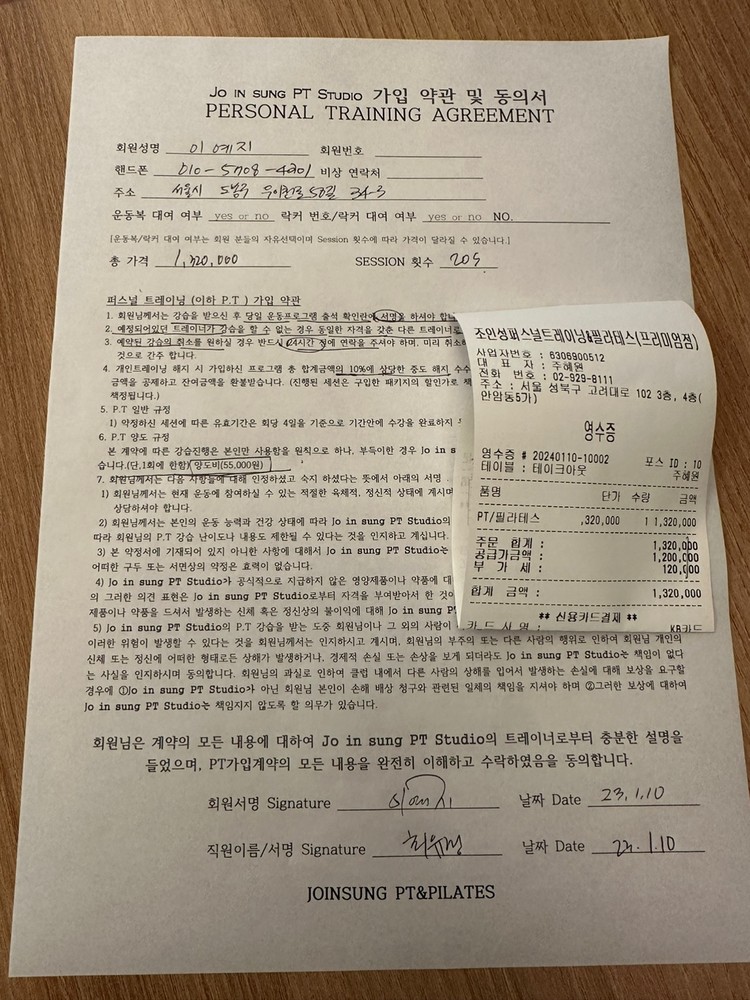 Jo in sung PT Studio 가입 약관 및 동의서
PERSONAL TRAINING AGREEMENT
회원성명 이예지 회원번호
핸드폰 010-5708-4201 비상 연락처
주소 서울시 우이천로50길 34-3
운동복 대여 여부 yes or no 락커 번호/락커 대여 여부 yes or no NO.
[운동복/락커 대여 여부는 회원 분들의 자유선택이며 Session 횟수에 따라 가격이 달라질 수 있습니다.]
총 가격 1,320,000 SESSION 횟수 20S
퍼스널 트레이닝 (이하 P.T ) 가입 약관
1. 회원님께서는 강습을 받으신 후 당일 운동프로그램 출석 확인란에 서명을 하셔야 합니
2. 예정되어있던 트레이너가 강습을 할 수 없는 경우 동일한 자격을 갖춘 다른 트레이너로
3. 예약된 강습의 취소를 원하실 경우 반드시 24시간 전에 연락을 주셔야 하며, 미리 취소하
것으로 간주 합니다.
4. 개인트레이닝 해지 시 가입하신 프로그램 총 합계금액의 10%에 상당한 중도 해지 수수
금액을 공제하고 잔여금액을 환불받습니다. (진행된 세션은 구입한 패키지의 할인가로 책
책정됩니다.)
5. P.T 일반 규정
1) 약정하신 세션에 따른 유효기간은 회당 4일을 기준으로 기간안에 수강을 완료하지
6. P.T 양도 규정
본 계약에 따른 강습진행은 본인만 사용함을 원칙으로 하나, 부득이한 경우 Jo in s
습니다.(단,1회에 한함) 양도비(55,000원)
7. 회원님께서는 다음 사항들에 대해 인정하셨고 숙지 하셨다는 뜻에서 아래의 서명
1) 회원님께서는 현재 운동에 참여하실 수 있는 적절한 육체적, 정신적 상태에 계시며
상담하셔야 합니다.
2) 회원님께서는 본인의 운동 능력과 건강 상태에 따라 Jo in sung PT Studio의
따라 회원님의 P.T 강습 난이도나 내용도 제한될 수 있다는 것을 인지하고 계십니다.
3) 본 약정서에 기재되어 있지 아니한 사항에 대해서 Jo in sung PT Studio는
어떠한 구두 또는 서면상의 약정은 효력이 없습니다.
4) Jo in sung PT Studio가 공식적으로 지급하지 않은 영양제품이나 약품에 대
의 그러한 의견 표현은 Jo in sung PT Studio로부터 자격을 부여받아서 한 것이
제품이나 약품을 드셔서 발생하는 신체 혹은 정신상의 불이익에 대해 Jo in sung PT
5) Jo in sung PT Studio의 P.T 강습을 받는 도중 회원님이나 그 외의 사람이
이러한 위험이 발생할 수 있다는 것을 회원님께서는 인지하시고 계시며, 회원님의 부주의 또는 다른 사람의 행위로 인하여 회원님 개인의
신체 또는 정신에 어떠한 형태로든 상해가 발생하거나, 경제적 손실 또는 손상을 보게 되더라도 Jo in sung PT Studio는 책임이 없다
는 사실을 인지하시며 동의합니다. 회원님의 과실로 인하여 클럽 내에서 다른 사람의 상해를 입어서 발생하는 손실에 대해 보상을 요구할
경우에 ①Jo in sung PT Studio가 아닌 회원님 본인이 손해 배상 청구와 관련된 일체의 책임을 지셔야 하며 ②그러한 보상에 대하여
Jo in sung PT Studio는 책임지지 않도록 할 의무가 있습니다.
회원님은 계약의 모든 내용에 대하여 Jo in sung PT Studio의 트레이너로부터 충분한 설명을
들었으며, PT가입계약의 모든 내용을 완전히 이해하고 수락하였음을 동의합니다.
회원서명 Signature 이예지 날짜 Date 23.1.10
직원이름/서명 Signature 최유정 날짜 Date 23.1.10
JOINSUNG PT&PILATES
조인성퍼스널트레이닝&필라테스(프리미엄점)
사업자번호 : 6306900512
대 표 자 : 주혜원
전화 번호 : 02-929-8111
주소 : 서울 성북구 고려대로 102 3층, 4층(
안암동5가)
영수증
영수증 # 20240110-10002 포스 ID : 10
테이블 : 테이크아웃 주혜원
품명 단가 수량 금액
PT/필라테스 ,320,000 1 1,320,000
주문 합계 : 1,320,000
공급가금액 : 1,200,000
부 가 세 : 120,000
합계 금액 : 1,320,000
** 신용카드결제 **
카 드 사 명 : KB카드